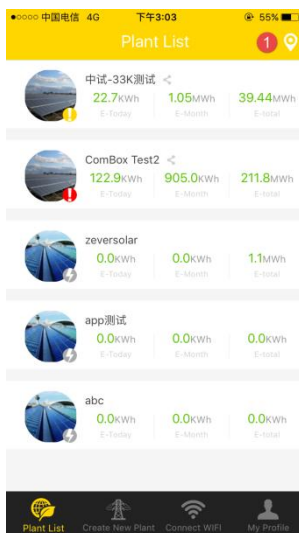 中国电信 4G 下午3:03 55%
Plant List 1
中试-33K测试
22.7KWh 1.05MWh 39.44MWh
E-Today E-Month E-total
ComBox Test2
122.9KWh 905.0KWh 211.8MWh
E-Today E-Month E-total
zeversolar
0.0KWh 0.0KWh 1.1MWh
E-Today E-Month E-total
app测试
0.0KWh 0.0KWh 0.0KWh
E-Today E-Month E-total
abc
0.0KWh 0.0KWh 0.0KWh
E-Today E-Month E-total
Plant List Create New Plant Connect WIFI My Profile